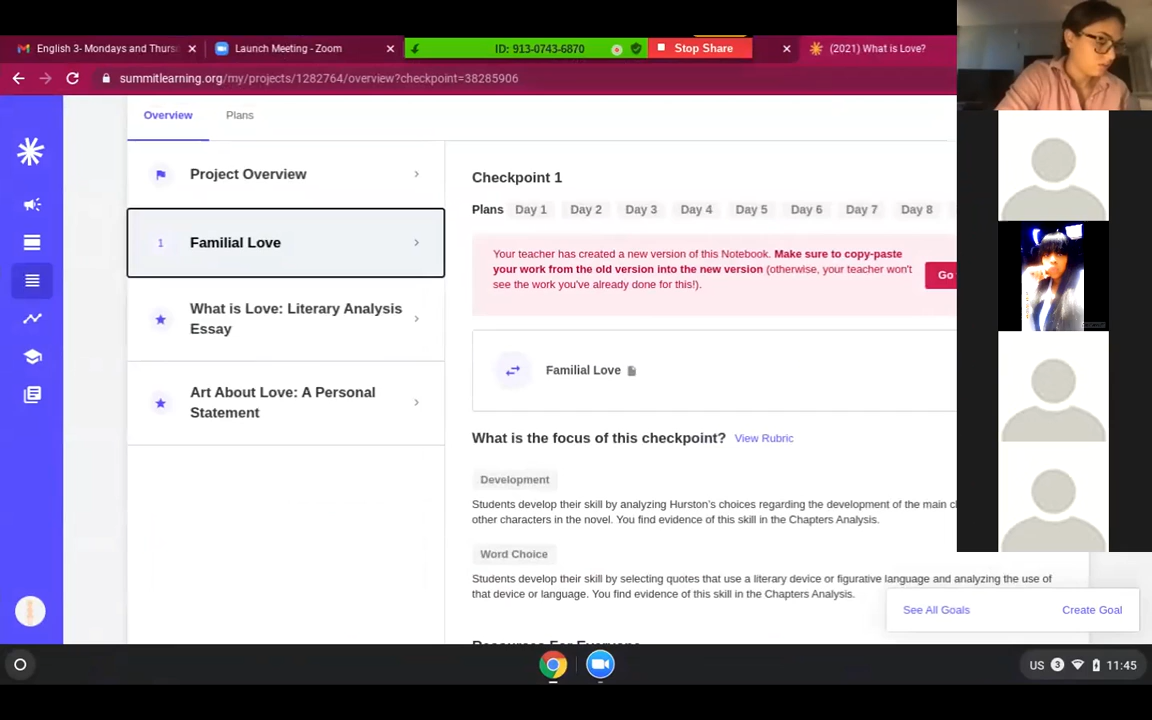 English 3- Mondays and Thurs
Launch Meeting - Zoom
ID: 913-0743-6870
Stop Share
(2021) What is Love?
summitlearning.org/my/projects/1282764/overview?checkpoint=38285906
Overview
Plans
Project Overview
1
Familial Love
What is Love: Literary Analysis
Essay
Art About Love: A Personal
Statement
Checkpoint 1
Plans
Day 1
Day 2
Day 3
Day 4
Day 5
Day 6
Day 7
Day 8
Your teacher has created a new version of this Notebook. Make sure to copy-paste
your work from the old version into the new version (otherwise, your teacher won't
see the work you've already done for this!).
Go
Familial Love
What is the focus of this checkpoint?
View Rubric
Development
Students develop their skill by analyzing Hurston's choices regarding the development of the main
other characters in the novel. You find evidence of this skill in the Chapters Analysis.
Word Choice
Students develop their skill by selecting quotes that use a literary device or figurative language and analyzing the use of
that device or language. You find evidence of this skill in the Chapters Analysis.
See All Goals
Create Goal
Resources For Everyone
US
3
11:45